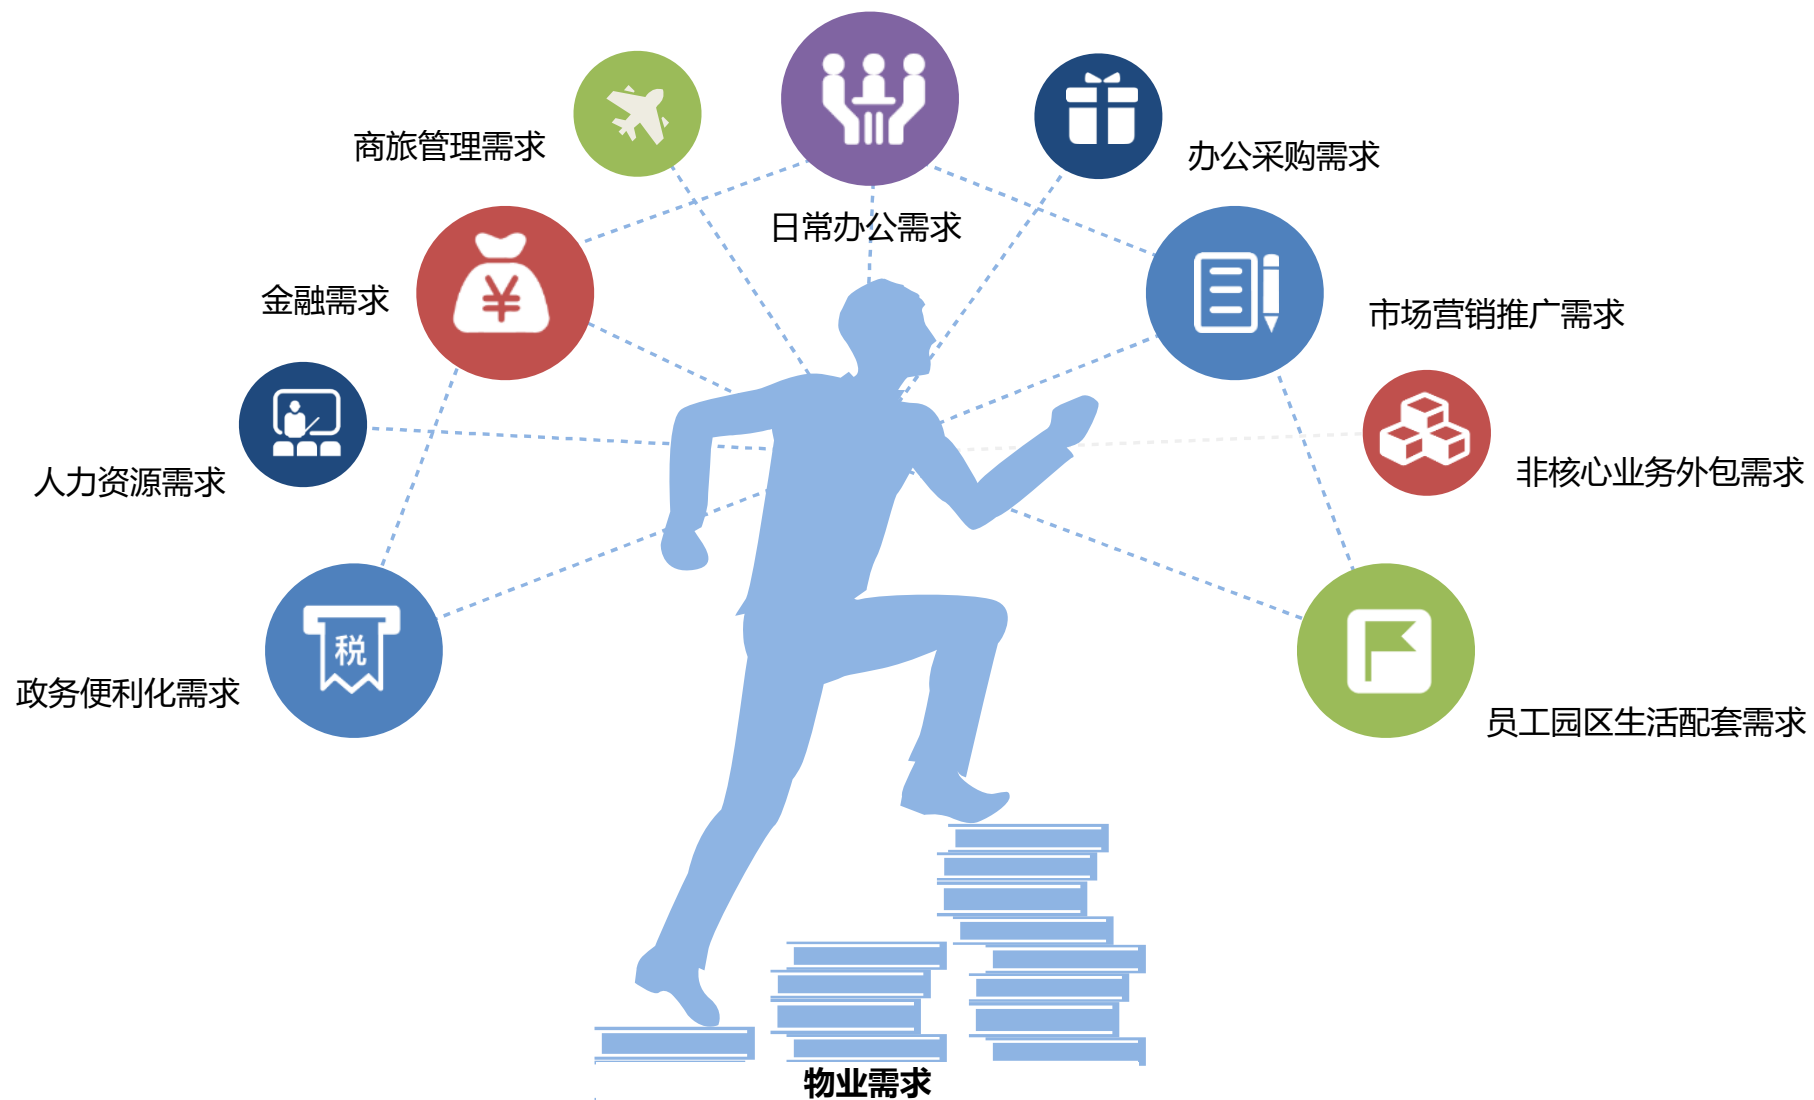 商旅管理需求
办公采购需求
日常办公需求
金融需求
¥
市场营销推广需求
人力资源需求
非核心业务外包需求
税
政务便利化需求
员工园区生活配套需求
物业需求